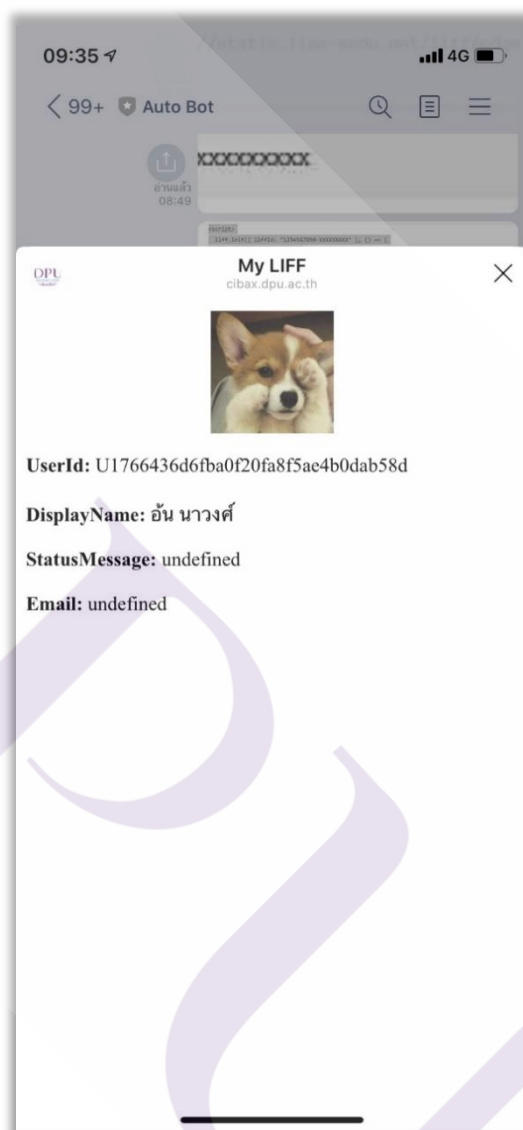 09:35 4G
99+ Auto Bot
XXXXXXXXXX
อ่านแล้ว
08:49
DPU
My LIFF
cibax.dpu.ac.th
UserId: U1766436d6fba0f20fa8f5ae4b0dab58d
DisplayName: อ้น นาวงศ์
StatusMessage: undefined
Email: undefined